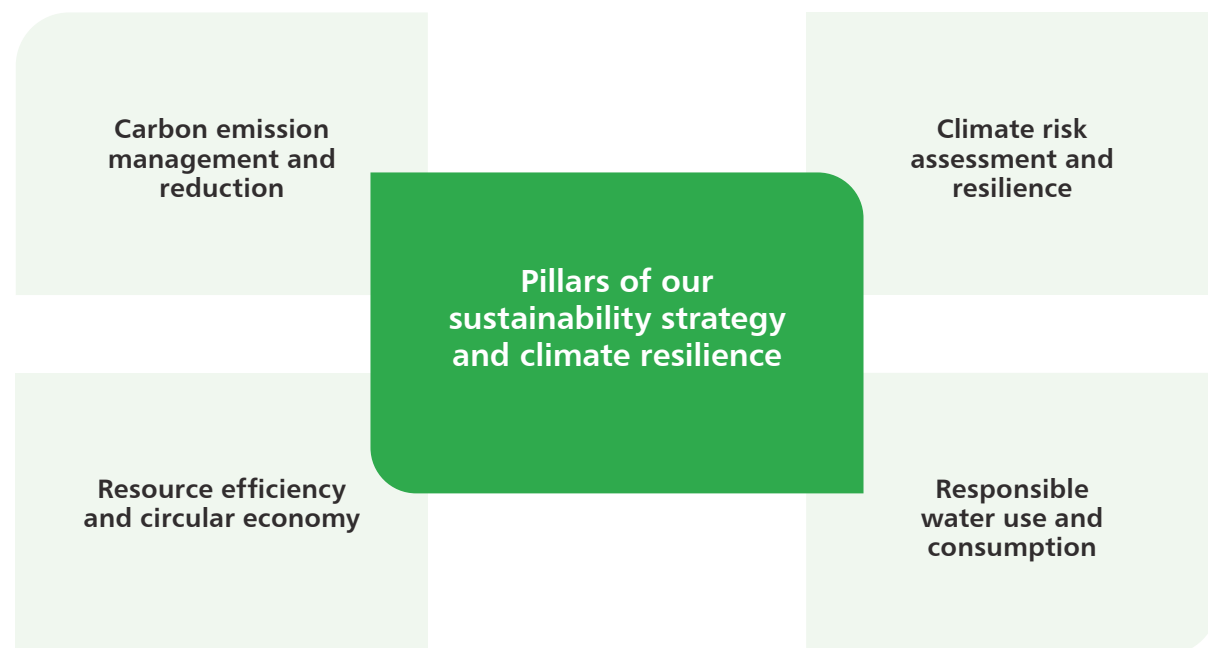 Carbon emission
management and
reduction
Climate risk
assessment and
resilience
Pillars of our
sustainability strategy
and climate resilience
Resource efficiency
and circular economy
Responsible
water use and
consumption